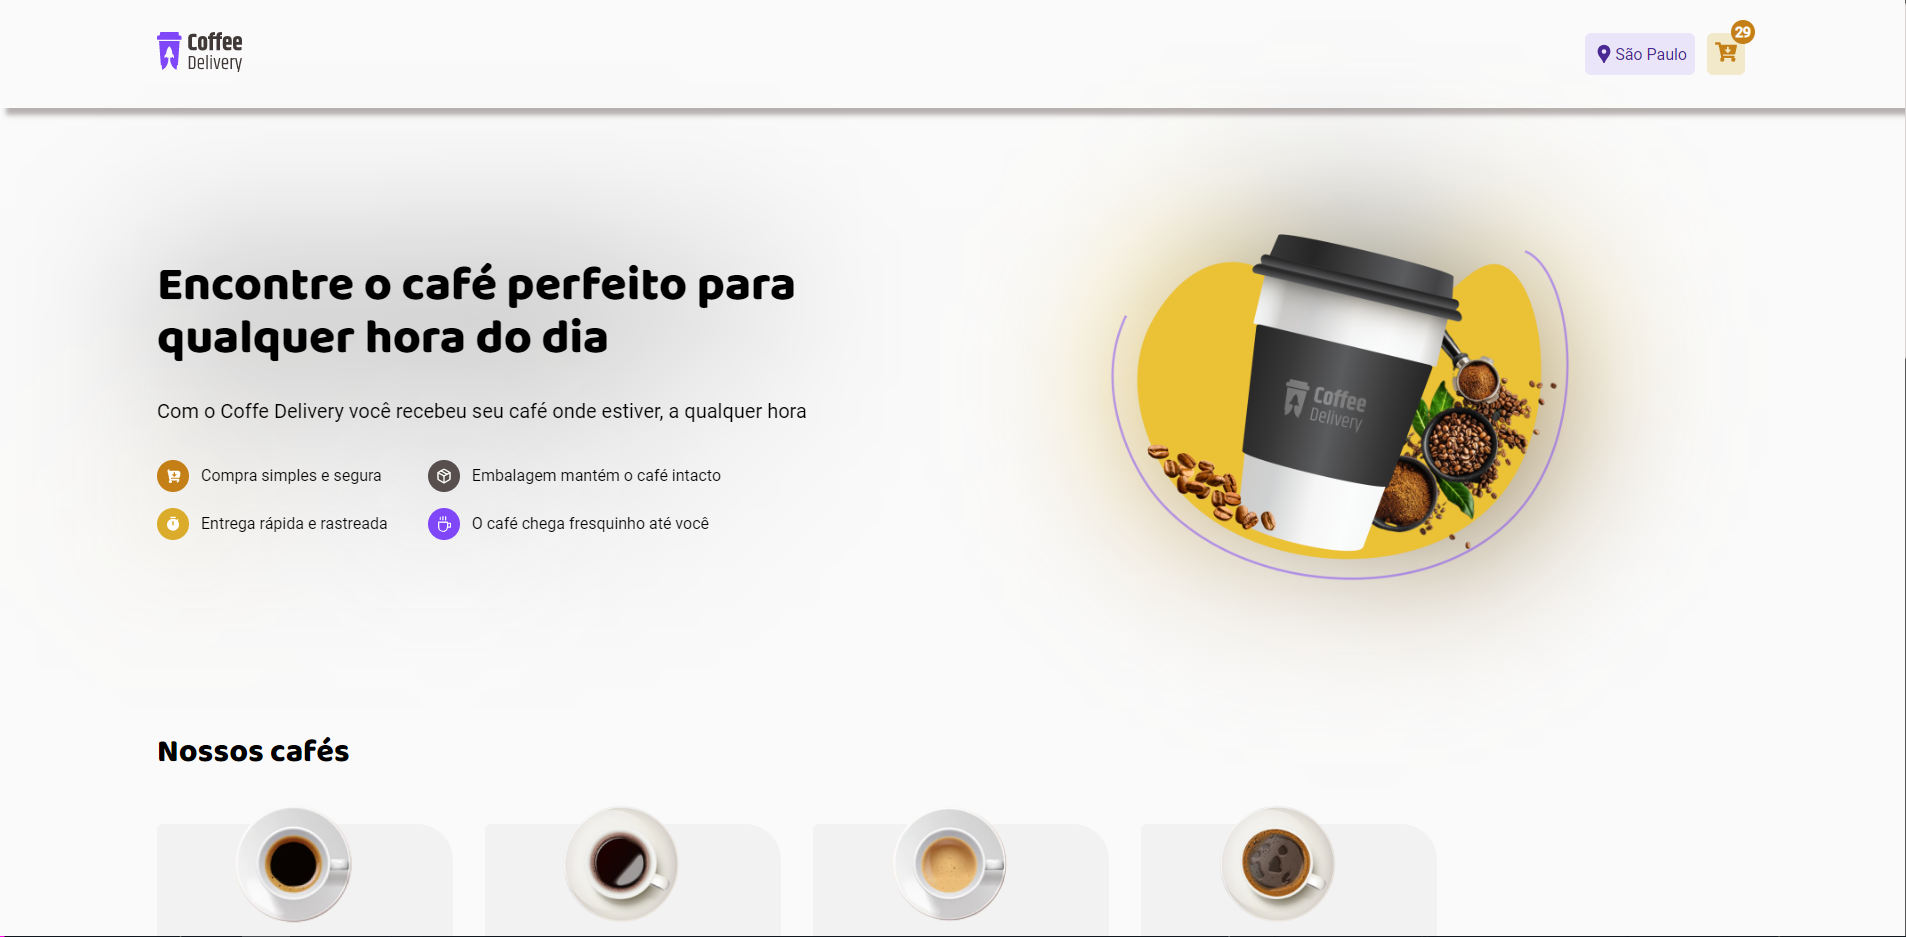 Coffee
Delivery
São Paulo
29
Encontre o café perfeito para
qualquer hora do dia
Com o Coffe Delivery você recebeu seu café onde estiver, a qualquer hora
Compra simples e segura
Embalagem mantém o café intacto
Entrega rápida e rastreada
O café chega fresquinho até você
Coffee
Delivery
Nossos cafés